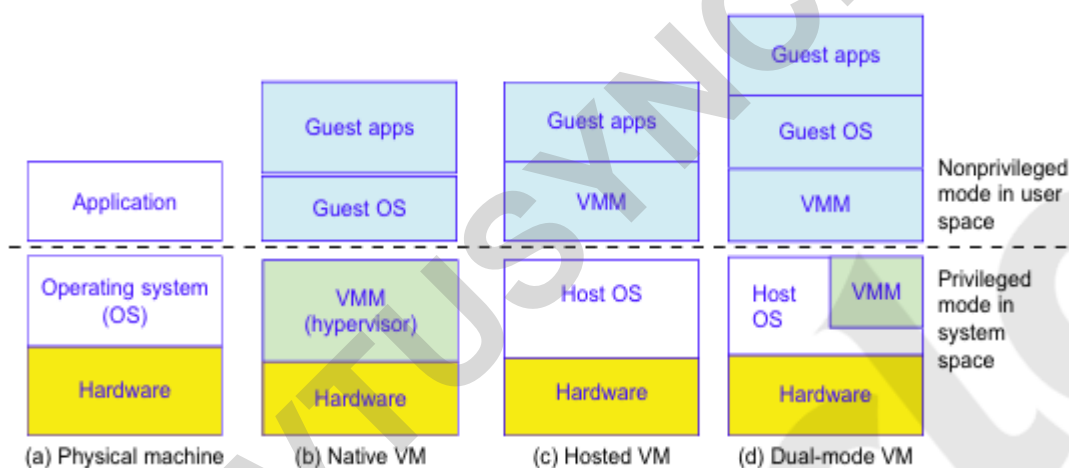 Guest apps
Guest OS
VMM
Guest apps
Guest OS
Guest apps
VMM
Application
Nonprivileged
mode in user
space
Operating system
(OS)
VMM
(hypervisor)
Host OS
Host
OS
VMM
Privileged
mode in
system
space
Hardware
Hardware
Hardware
Hardware
(a) Physical machine
(b) Native VM
(c) Hosted VM
(d) Dual-mode VM
VTUSYNC